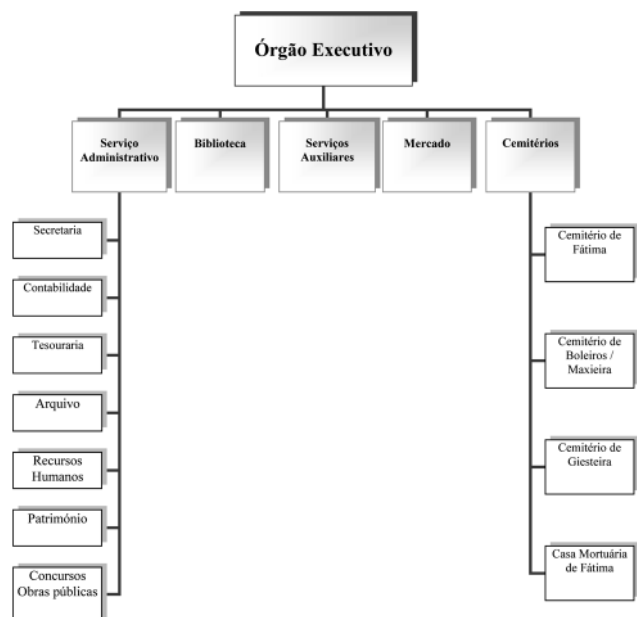 Órgão Executivo
Serviço
Administrativo
Biblioteca
Serviços
Auxiliares
Mercado
Cemitérios
Secretaria
Contabilidade
Tesouraria
Arquivo
Recursos
Humanos
Património
Concursos
Obras públicas
Cemitério de
Fátima
Cemitério de
Boleiros /
Maxieira
Cemitério de
Giesteira
Casa Mortuária
de Fátima